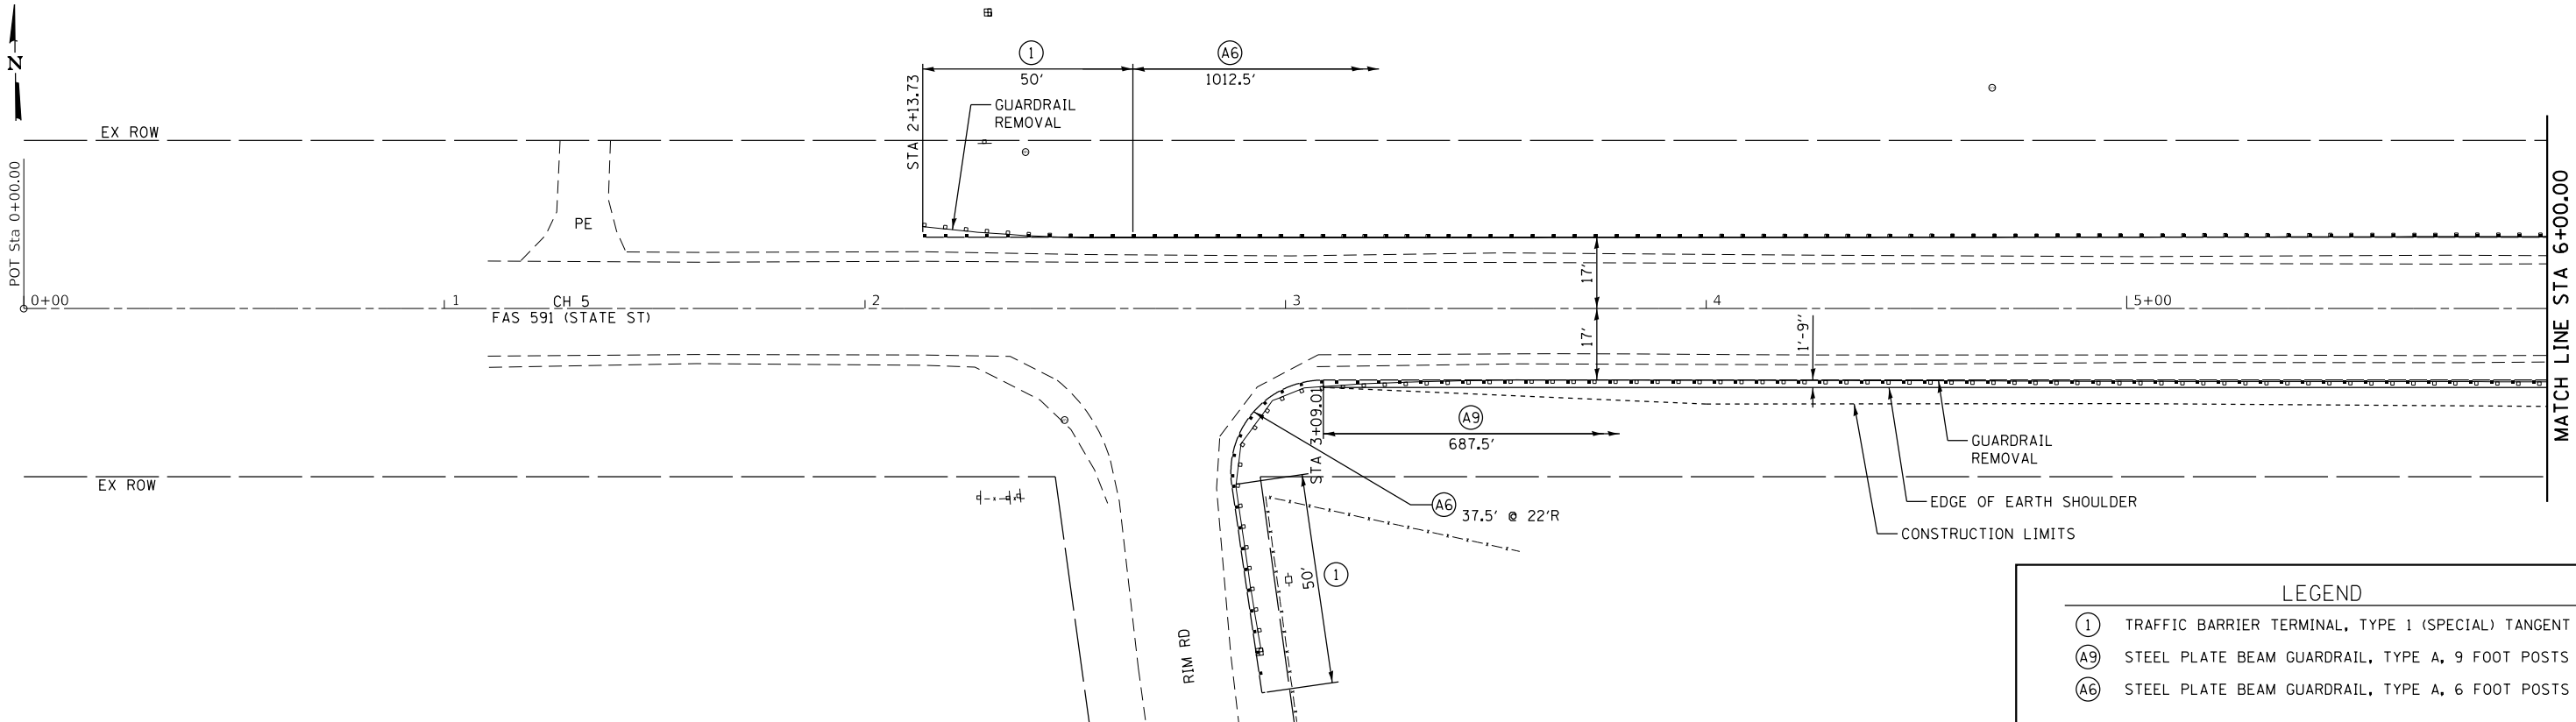 N
1
A6
50'
1012.5'
STA 2+13.73
GUARDRAIL
REMOVAL
EX ROW
POT Sta 0+00.00
PE
17'
0+00
1
CH 5
2
3
4
5+00
FAS 591 (STATE ST)
17'
1'-9"
MATCH LINE STA 6+00.00
STA 3+09.01
A9
687.5'
GUARDRAIL
REMOVAL
EX ROW
A6 37.5' @ 22'R
EDGE OF EARTH SHOULDER
CONSTRUCTION LIMITS
50'
1
RIM RD
LEGEND
1 TRAFFIC BARRIER TERMINAL, TYPE 1 (SPECIAL) TANGENT
A9 STEEL PLATE BEAM GUARDRAIL, TYPE A, 9 FOOT POSTS
A6 STEEL PLATE BEAM GUARDRAIL, TYPE A, 6 FOOT POSTS